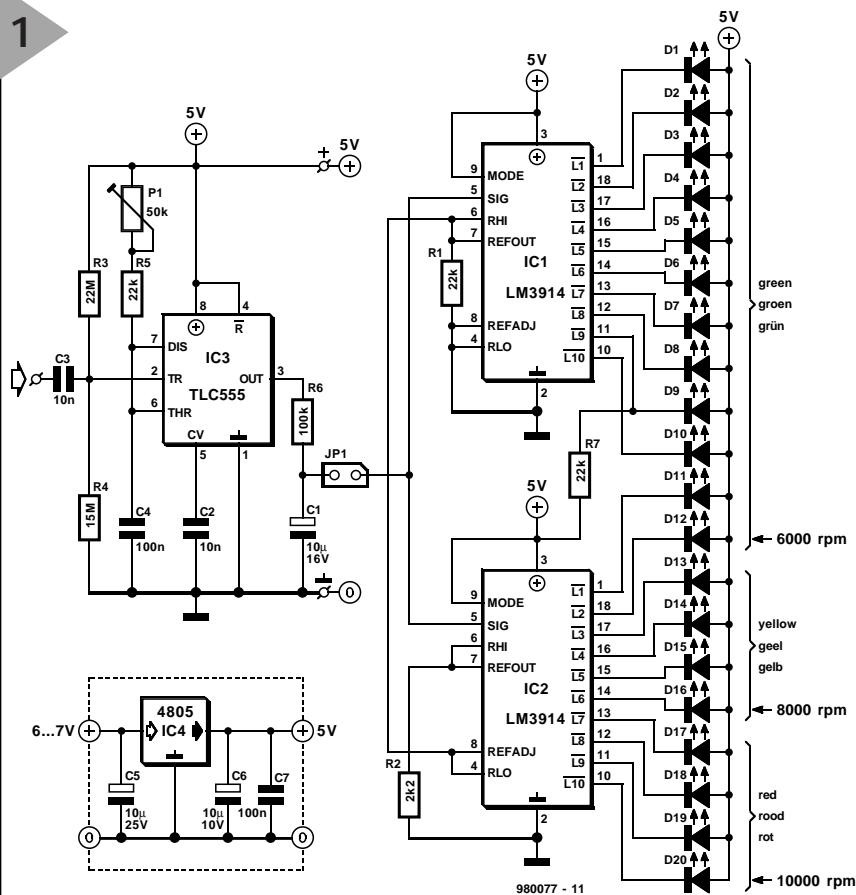 1
5V
5V
+
5V
P1
50k
R3
22M
R5
22k
C3
10n
8
4
R
7
DIS
IC3
2
TR
OUT
3
TLC555
6
THR
CV
5
1
R6
100k
JP1
R4
15M
C4
100n
C2
10n
C1
10µ
16V
0
6...7V
4805
IC4
5V
C5
10µ
25V
C6
10µ
10V
C7
100n
0
0
5V
3
9
MODE
5
SIG
6
RHI
7
REFOUT
IC1
LM3914
R1
22k
8
REFADJ
4
RLO
2
L1
1
L2
18
L3
17
L4
16
L5
15
L6
14
L7
13
L8
12
L9
11
L10
10
R7
22k
5V
3
9
MODE
5
SIG
6
RHI
7
REFOUT
IC2
LM3914
8
REFADJ
4
RLO
R2
2k2
2
L1
1
L2
18
L3
17
L4
16
L5
15
L6
14
L7
13
L8
12
L9
11
L10
10
5V
D1
D2
D3
D4
D5
D6
D7
D8
D9
D10
D11
D12
D13
D14
D15
D16
D17
D18
D19
D20
green
groen
grün
6000 rpm
yellow
geel
gelb
8000 rpm
red
rood
rot
10000 rpm
980077 - 11